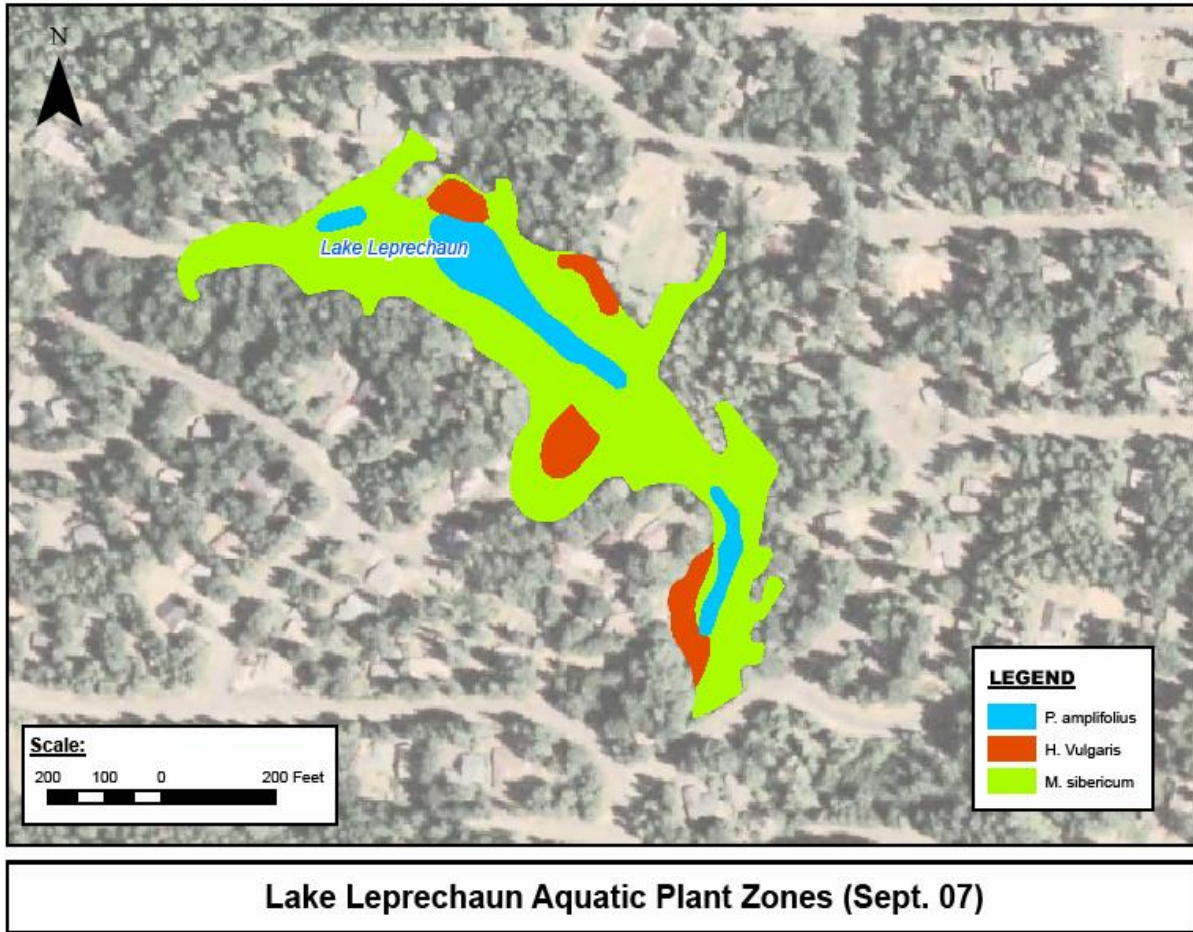 N
Lake Leprechaun
Scale:
200 100 0 200 Feet
LEGEND
P. amplifolius
H. Vulgaris
M. sibericum
Lake Leprechaun Aquatic Plant Zones (Sept. 07)